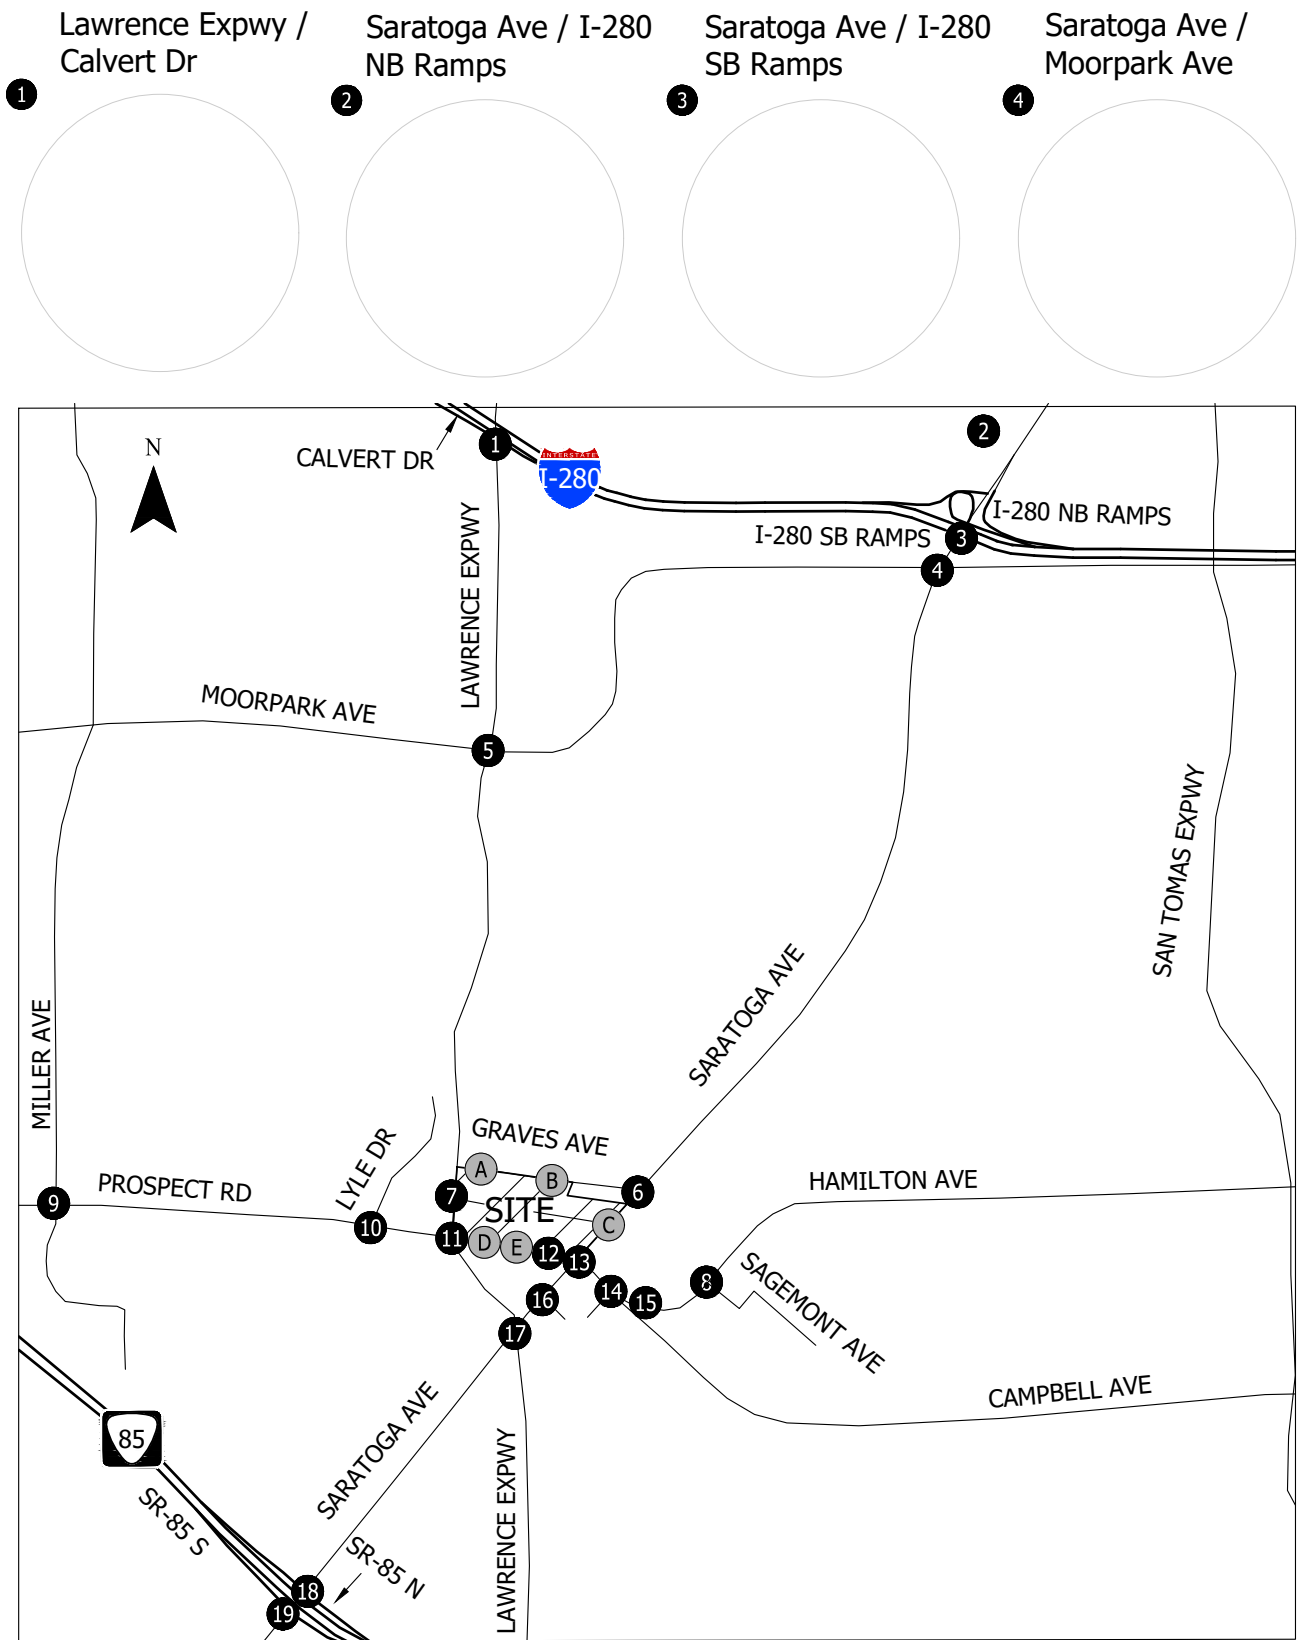 Lawrence Expwy /
Calvert Dr
1
Saratoga Ave / I-280
NB Ramps
2
Saratoga Ave / I-280
SB Ramps
3
Saratoga Ave /
Moorpark Ave
4
N
CALVERT DR
1
INTERSTATE
I-280
2
I-280 NB RAMPS
I-280 SB RAMPS
3
4
LAWRENCE EXPWY
MOORPARK AVE
5
SAN TOMAS EXPWY
SARATOGA AVE
MILLER AVE
LYLE DR
GRAVES AVE
A
B
PROSPECT RD
HAMILTON AVE
9
7
SITE
6
10
11
D
E
C
12
13
8
SAGEMONT AVE
14
15
16
17
CAMPBELL AVE
85
SARATOGA AVE
LAWRENCE EXPWY
SR-85 S
SR-85 N
18
19